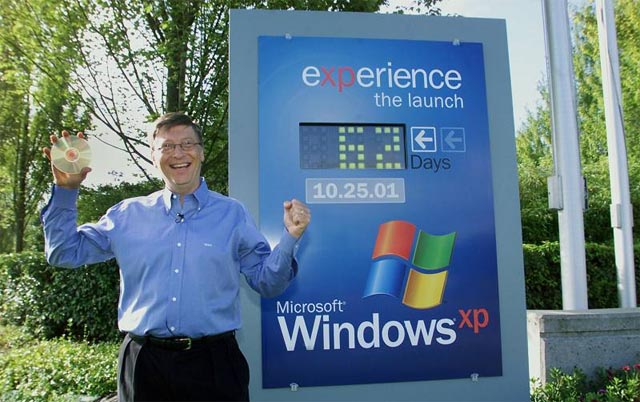 experience
the launch
62
Days
10.25.01
Microsoft®
Windows® xp